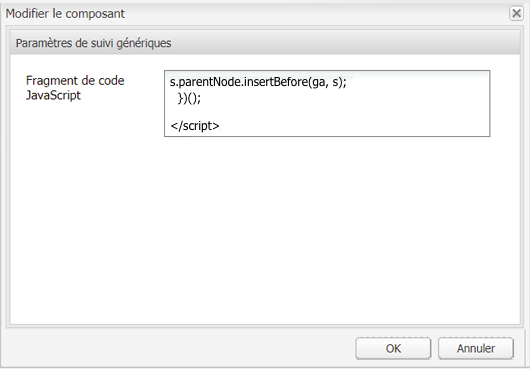 Modifier le composant
Paramètres de suivi génériques
Fragment de code
JavaScript
s.parentNode.insertBefore(ga, s);
})();
</script>
OK
Annuler